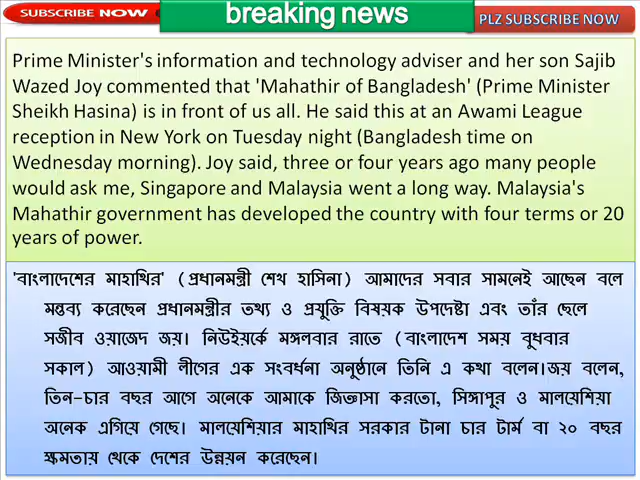 SUBSCRIBE NOW
breaking news
PLZ SUBSCRIBE NOW
Prime Minister's information and technology adviser and her son Sajib
Wazed Joy commented that 'Mahathir of Bangladesh' (Prime Minister
Sheikh Hasina) is in front of us all. He said this at an Awami League
reception in New York on Tuesday night (Bangladesh time on
Wednesday morning). Joy said, three or four years ago many people
would ask me, Singapore and Malaysia went a long way. Malaysia's
Mahathir government has developed the country with four terms or 20
years of power.
'বাংলাদেশের মাহাথির' (প্রধানমন্ত্রী শেখ হাসিনা) আমাদের সবার সামনেই আছেন বলে
মন্তব্য করেছেন প্রধানমন্ত্রীর তথ্য ও প্রযুক্তি বিষয়ক উপদেষ্টা এবং তাঁর ছেলে
সজীব ওয়াজেদ জয়। নিউইয়র্কে মঙ্গলবার রাতে (বাংলাদেশ সময় বুধবার
সকাল) আওয়ামী লীগের এক সংবর্ধনা অনুষ্ঠানে তিনি এ কথা বলেন।জয় বলেন,
তিন-চার বছর আগে অনেকে আমাকে জিজ্ঞাসা করতো, সিঙ্গাপুর ও মালয়েশিয়া
অনেক এগিয়ে গেছে। মালয়েশিয়ার মাহাথির সরকার টানা চার টার্ম বা ২০ বছর
ক্ষমতায় থেকে দেশের উন্নয়ন করেছেন।